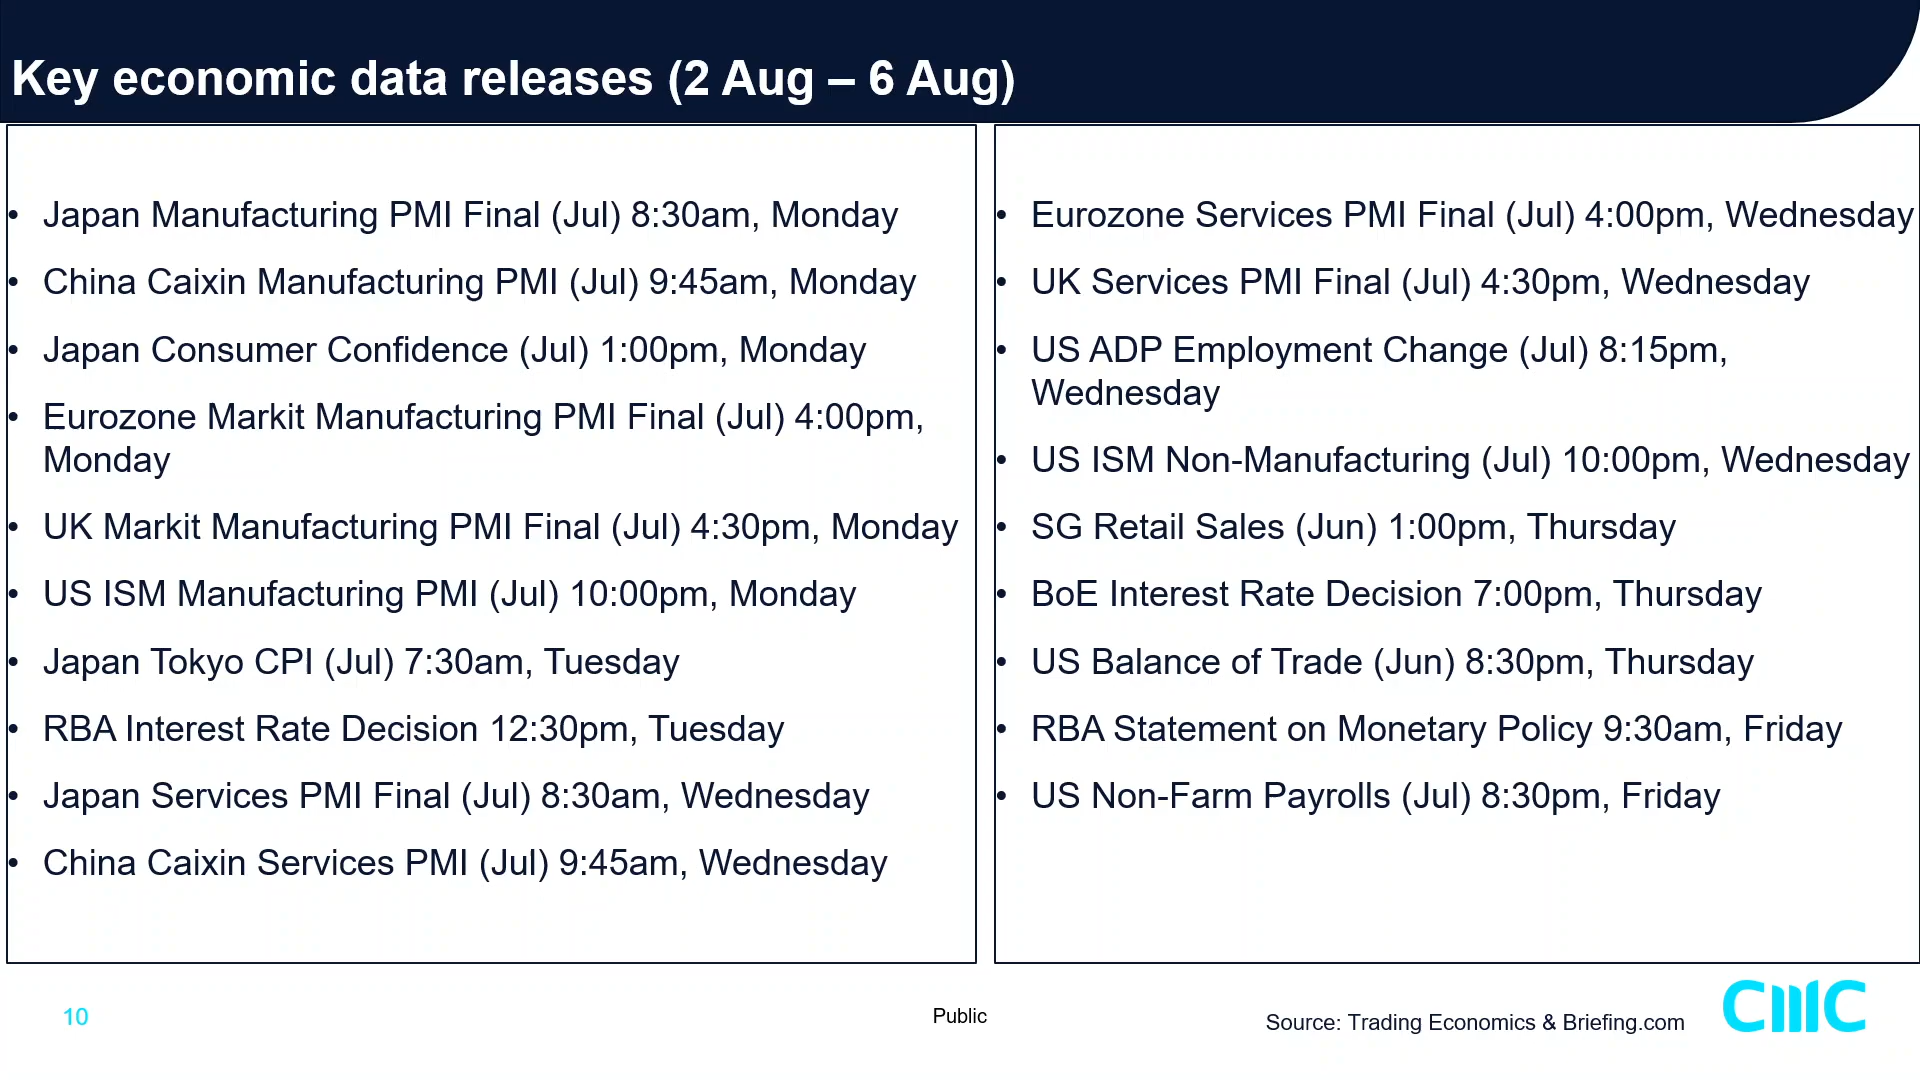 Key economic data releases (2 Aug – 6 Aug)
• Japan Manufacturing PMI Final (Jul) 8:30am, Monday
• China Caixin Manufacturing PMI (Jul) 9:45am, Monday
• Japan Consumer Confidence (Jul) 1:00pm, Monday
• Eurozone Markit Manufacturing PMI Final (Jul) 4:00pm,
Monday
• UK Markit Manufacturing PMI Final (Jul) 4:30pm, Monday
• US ISM Manufacturing PMI (Jul) 10:00pm, Monday
• Japan Tokyo CPI (Jul) 7:30am, Tuesday
• RBA Interest Rate Decision 12:30pm, Tuesday
• Japan Services PMI Final (Jul) 8:30am, Wednesday
• China Caixin Services PMI (Jul) 9:45am, Wednesday
• Eurozone Services PMI Final (Jul) 4:00pm, Wednesday
• UK Services PMI Final (Jul) 4:30pm, Wednesday
• US ADP Employment Change (Jul) 8:15pm,
Wednesday
• US ISM Non-Manufacturing (Jul) 10:00pm, Wednesday
• SG Retail Sales (Jun) 1:00pm, Thursday
• BoE Interest Rate Decision 7:00pm, Thursday
• US Balance of Trade (Jun) 8:30pm, Thursday
• RBA Statement on Monetary Policy 9:30am, Friday
• US Non-Farm Payrolls (Jul) 8:30pm, Friday
10
Public
Source: Trading Economics & Briefing.com
CMC